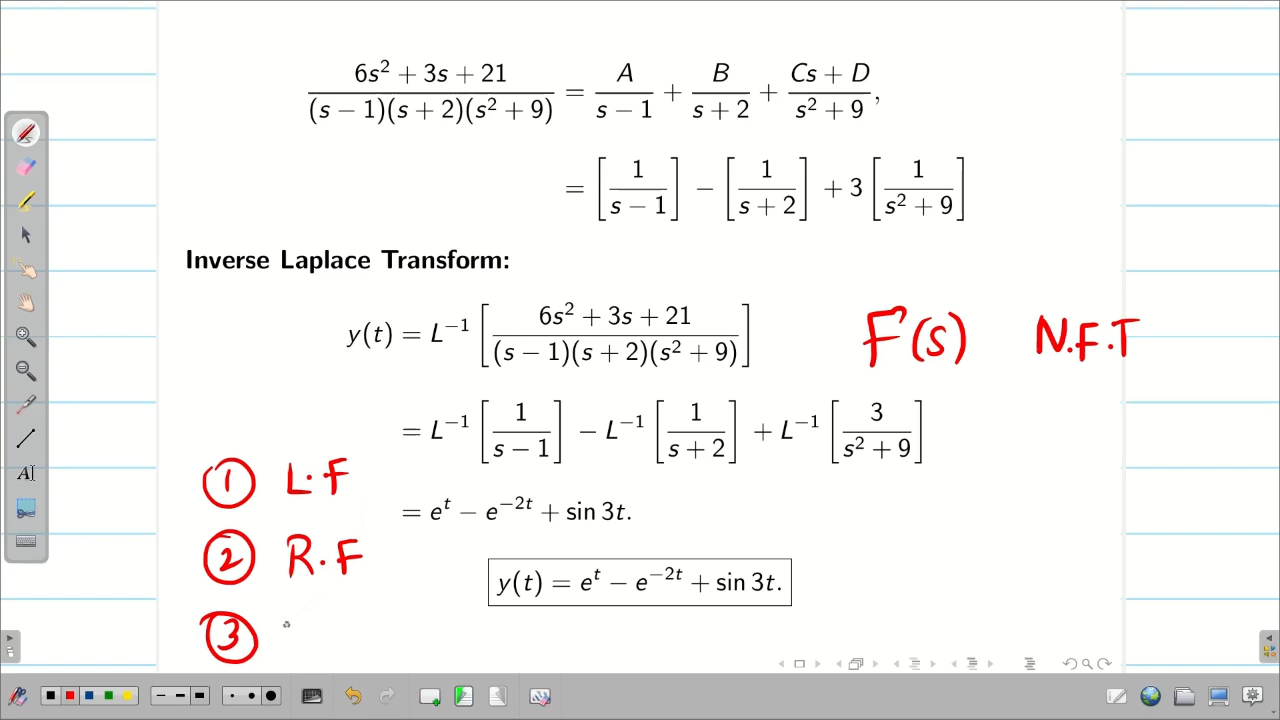 (6s² + 3s + 21)/((s − 1)(s + 2)(s² + 9)) = A/(s − 1) + B/(s + 2) + (Cs + D)/(s² + 9),
= [1/(s − 1)] − [1/(s + 2)] + 3 [1/(s² + 9)]
Inverse Laplace Transform:
y(t) = L⁻¹ [(6s² + 3s + 21)/((s − 1)(s + 2)(s² + 9))] F(s) N.F.T
= L⁻¹ [1/(s − 1)] − L⁻¹ [1/(s + 2)] + L⁻¹ [3/(s² + 9)]
① L.F
= eᵗ − e⁻²ᵗ + sin 3t.
② R.F
y(t) = eᵗ − e⁻²ᵗ + sin 3t.
③